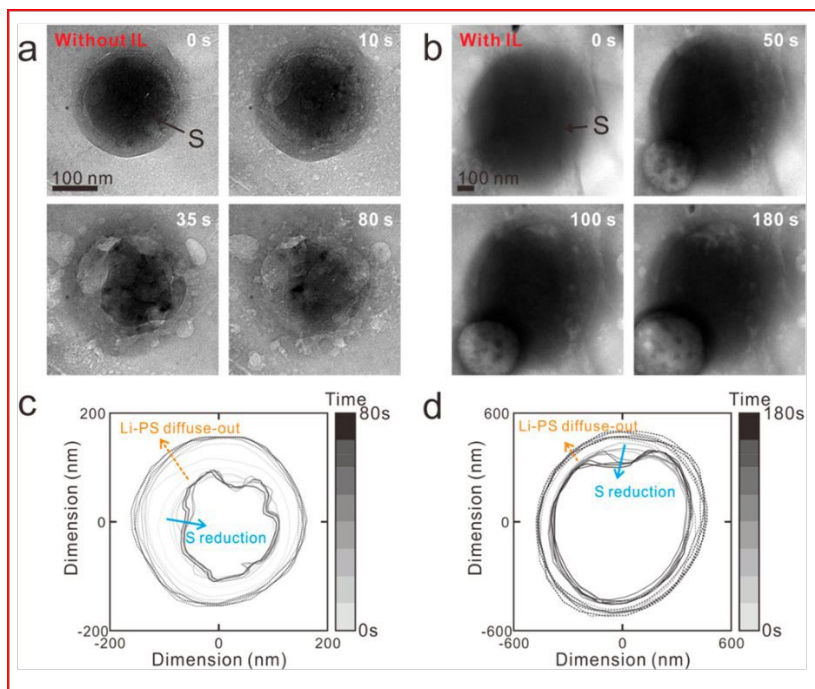 a
Without IL
0 s
10 s
S
100 nm
35 s
80 s
b
With IL
0 s
50 s
S
100 nm
100 s
180 s
c
Time
200
80s
Li-PS diffuse-out
Dimension (nm)
0
S reduction
-200
0s
-200
0
200
Dimension (nm)
d
Time
600
180s
Li-PS diffuse-out
Dimension (nm)
0
S reduction
-600
0s
-600
0
600
Dimension (nm)